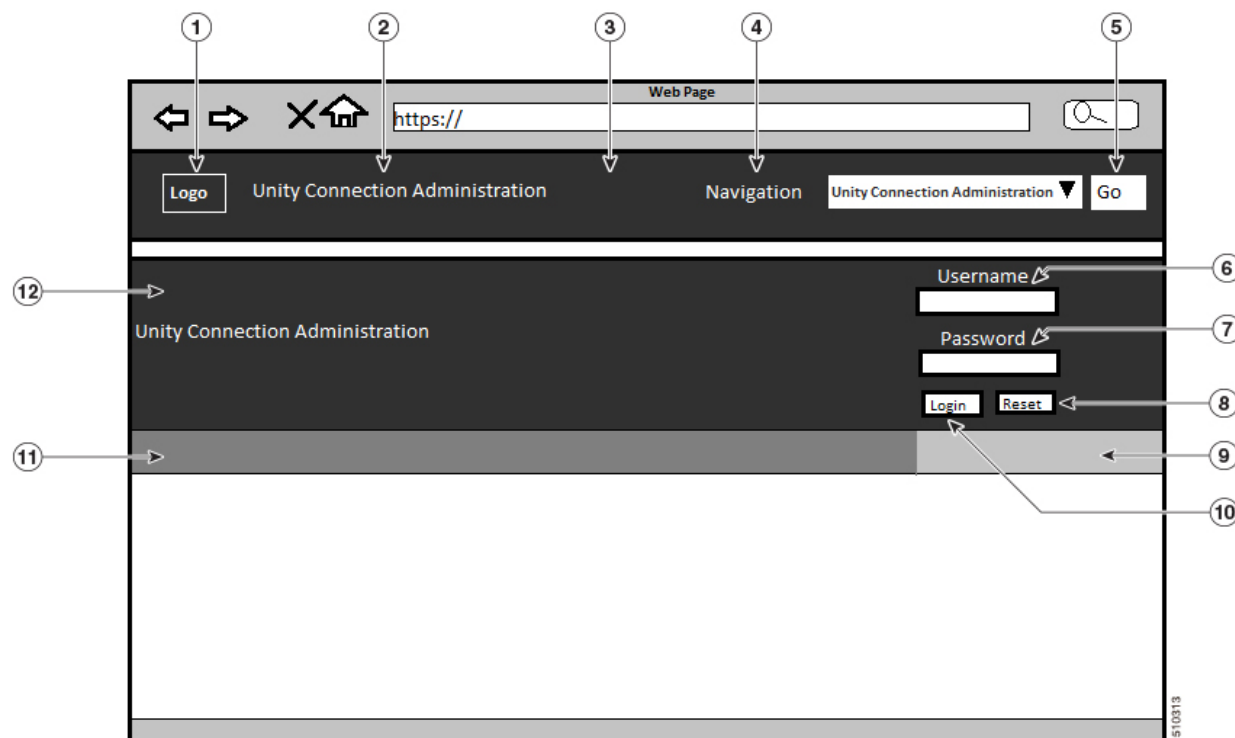 1 2 3 4 5
Web Page
https://
Logo Unity Connection Administration Navigation Unity Connection Administration Go
6
Username
12
Unity Connection Administration
7
Password
Login Reset 8
11 9
10
510313